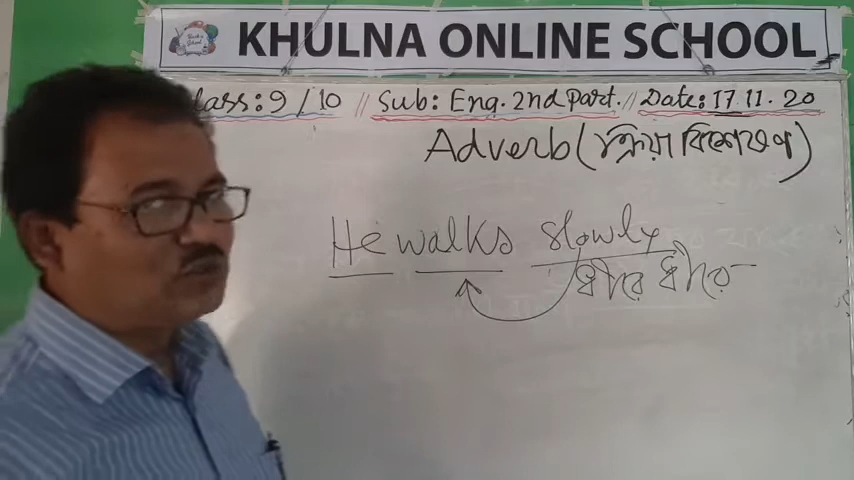 KHULNA ONLINE SCHOOL
Class: 9/10 // Sub: Eng. 2nd Part. // Date: 17.11.20
Adverb (ক্রিয়া বিশেষণ)
He walks slowly
ধীরে ধীরে